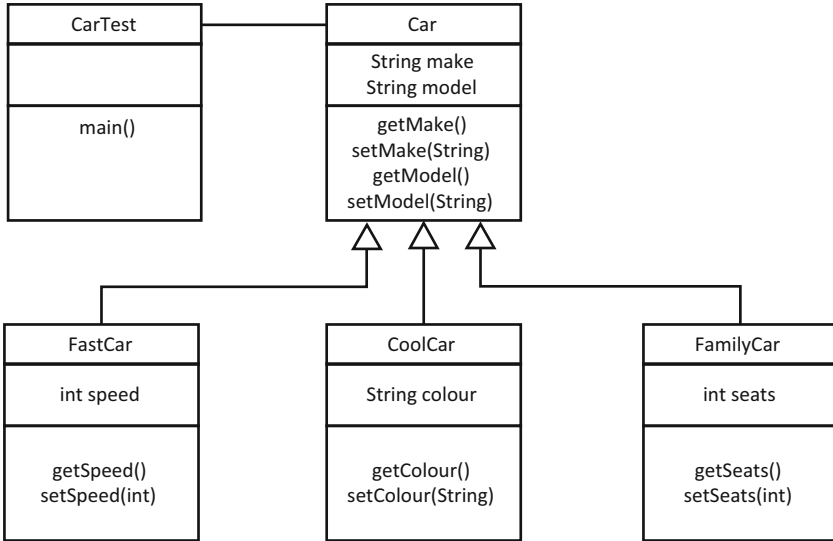 CarTest
main()
Car
String make
String model
getMake()
setMake(String)
getModel()
setModel(String)
FastCar
int speed
getSpeed()
setSpeed(int)
CoolCar
String colour
getColour()
setColour(String)
FamilyCar
int seats
getSeats()
setSeats(int)